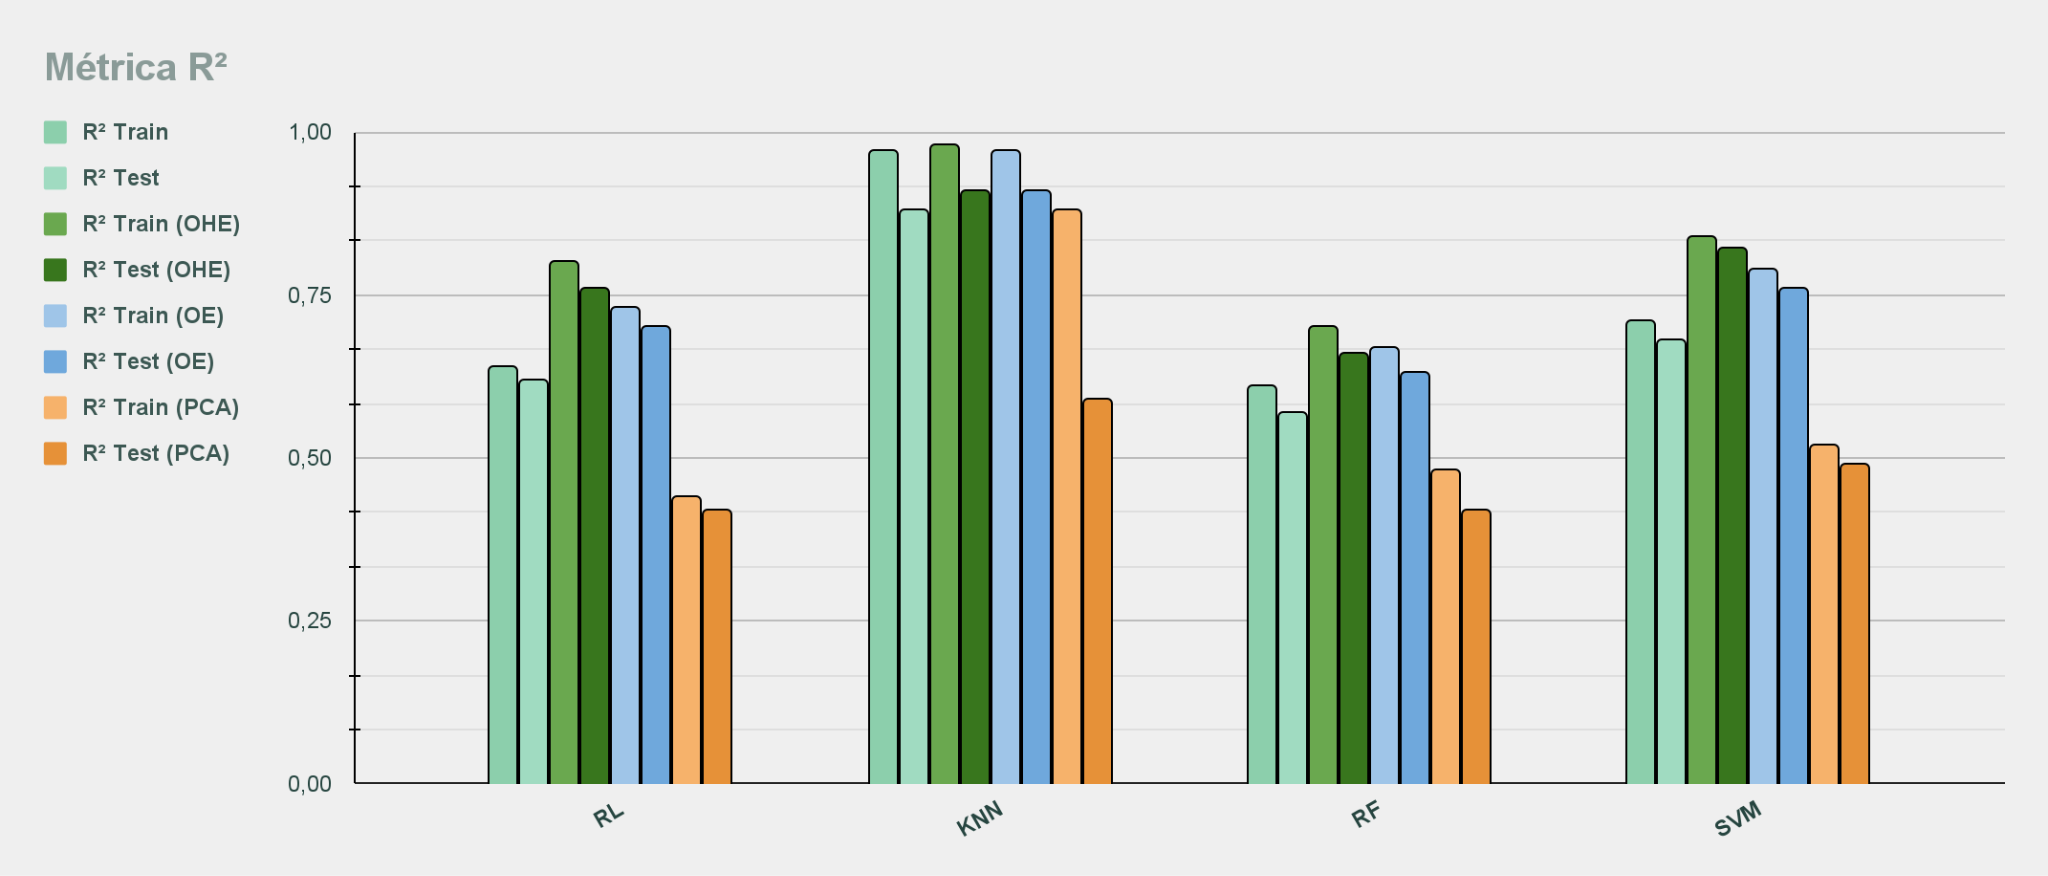 Métrica R²
R² Train
R² Test
R² Train (OHE)
R² Test (OHE)
R² Train (OE)
R² Test (OE)
R² Train (PCA)
R² Test (PCA)
1,00
0,75
0,50
0,25
0,00
RL
KNN
RF
SVM